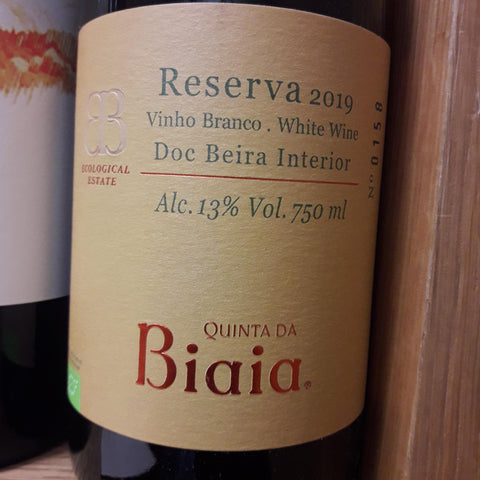 Reserva 2019
Vinho Branco . White Wine
Doc Beira Interior
Alc. 13% Vol. 750 ml
ECOLOGICAL
ESTATE
Nº 0158
QUINTA DA
Biaia